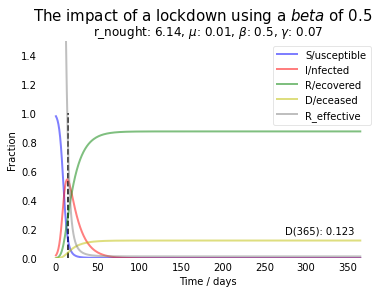 The impact of a lockdown using a beta of 0.5
r_nought: 6.14, μ: 0.01, β: 0.5, γ: 0.07
1.4
1.2
1.0
0.8
0.6
0.4
0.2
0.0
Fraction
S/usceptible
I/nfected
R/ecovered
D/eceased
R_effective
D(365): 0.123
0 50 100 150 200 250 300 350
Time / days